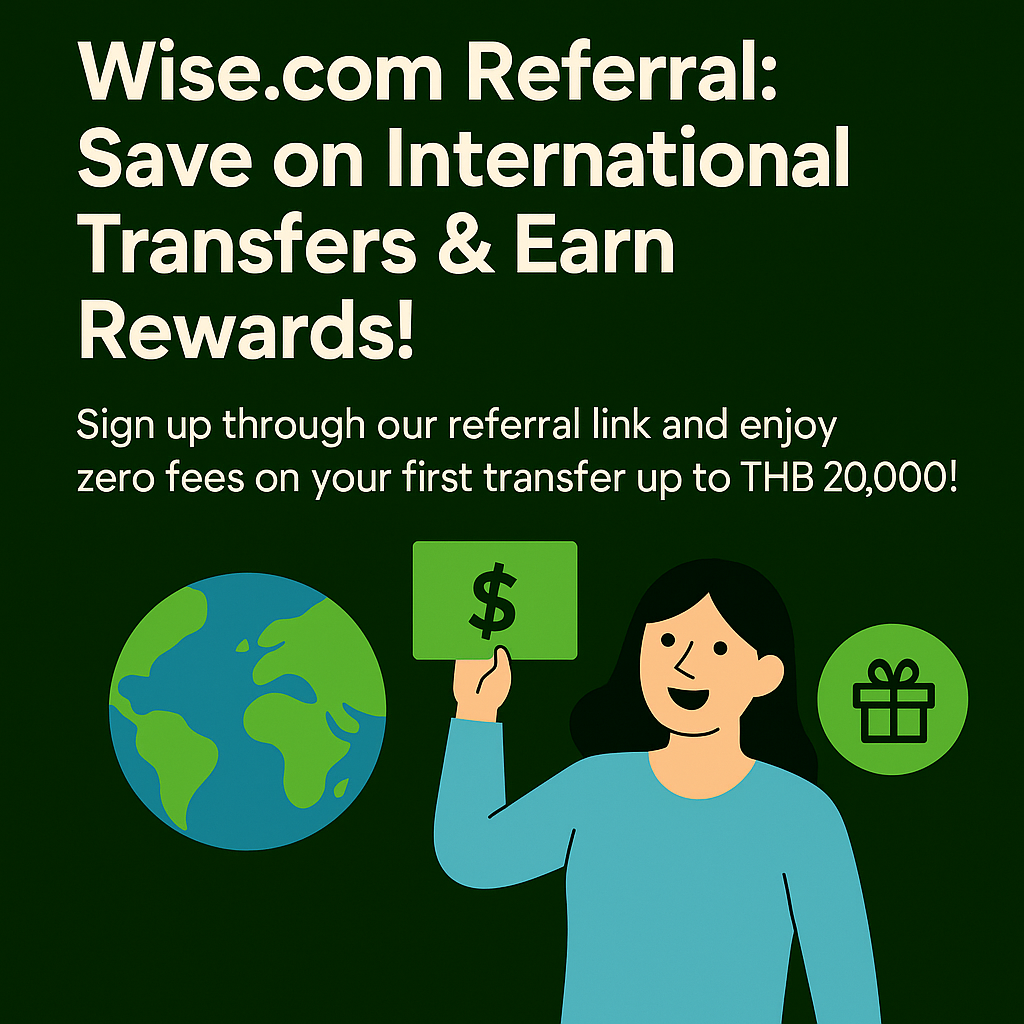 Wise.com Referral:
Save on International
Transfers & Earn
Rewards!
Sign up through our referral link and enjoy
zero fees on your first transfer up to THB 20,000!
$